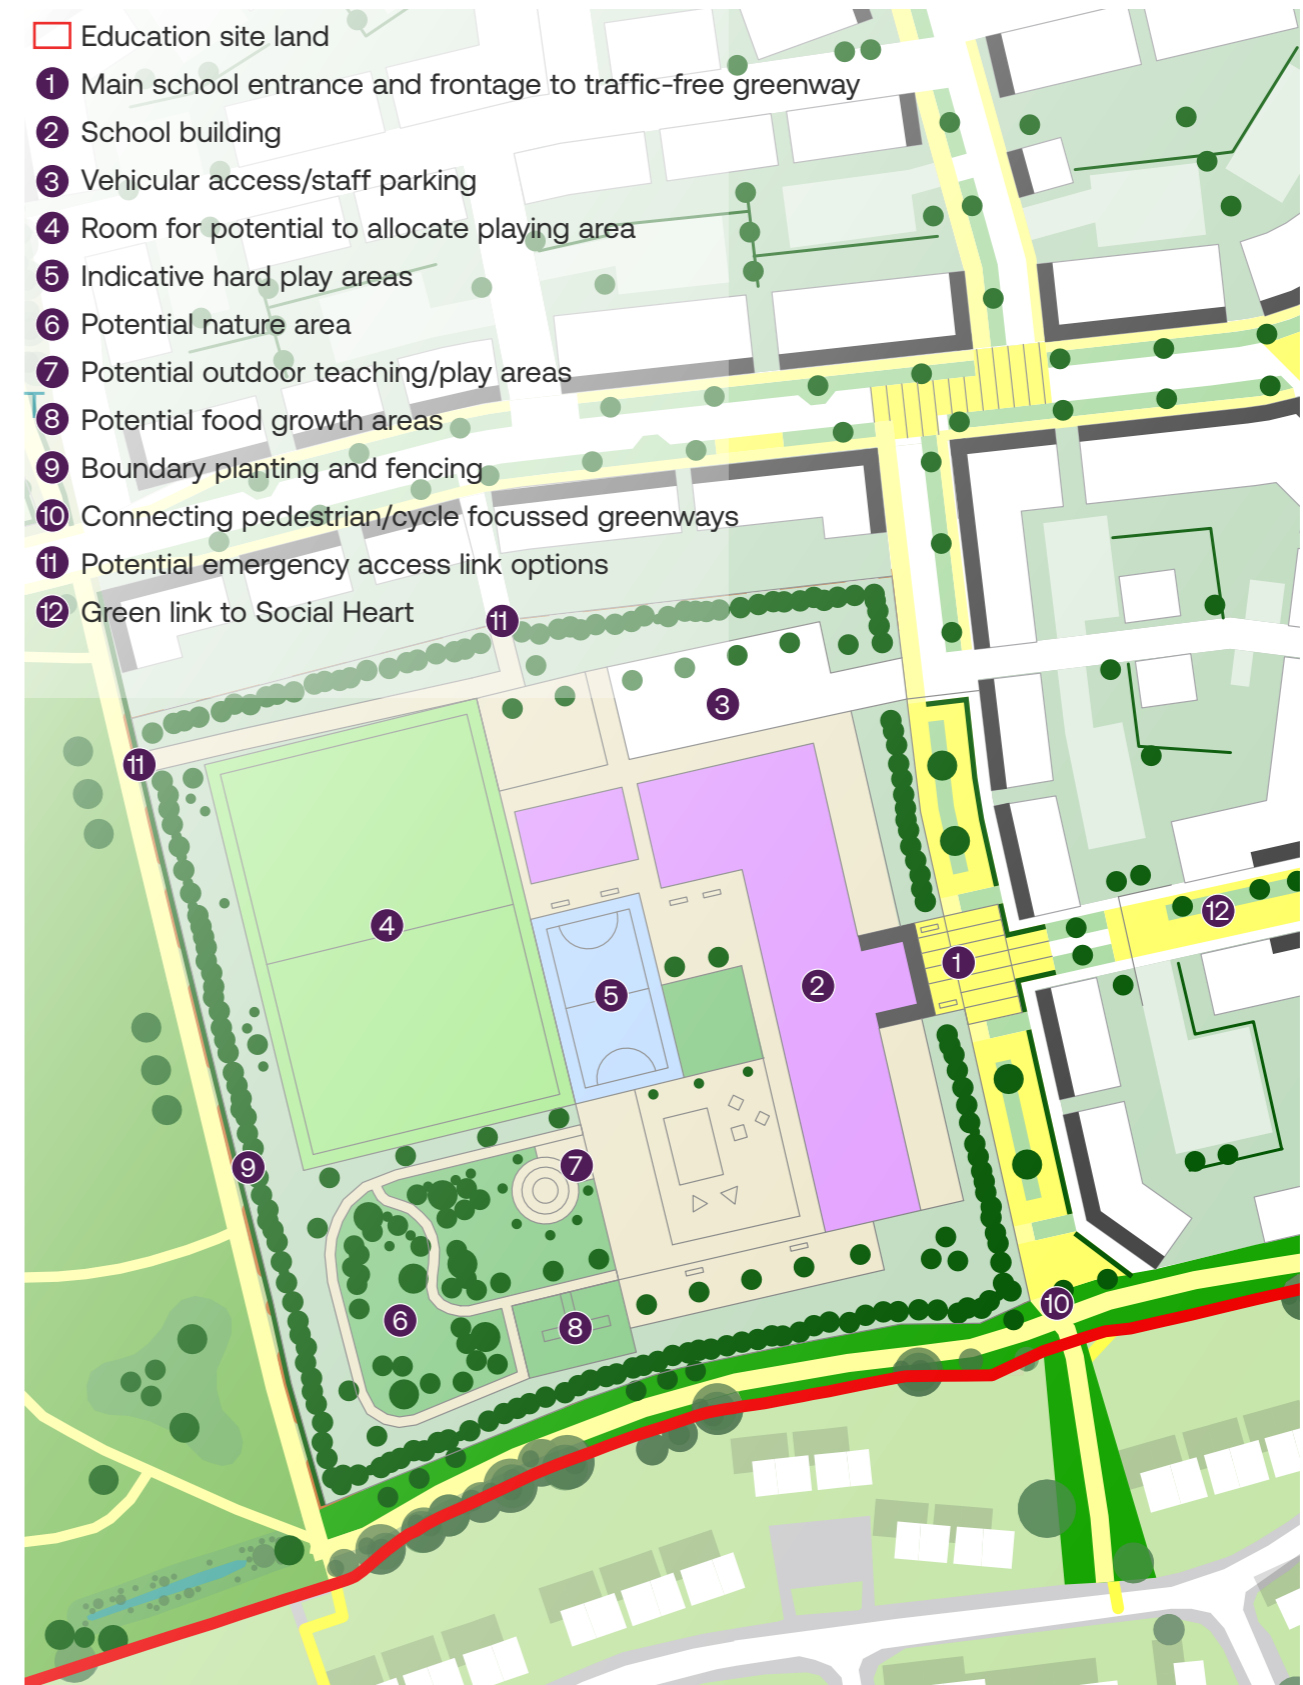 Education site land
1 Main school entrance and frontage to traffic-free greenway
2 School building
3 Vehicular access/staff parking
4 Room for potential to allocate playing area
5 Indicative hard play areas
6 Potential nature area
7 Potential outdoor teaching/play areas
T
8 Potential food growth areas
9 Boundary planting and fencing
10 Connecting pedestrian/cycle focussed greenways
11 Potential emergency access link options
12 Green link to Social Heart
11
3
11
12
4
1
2
5
7
9
10
6
8